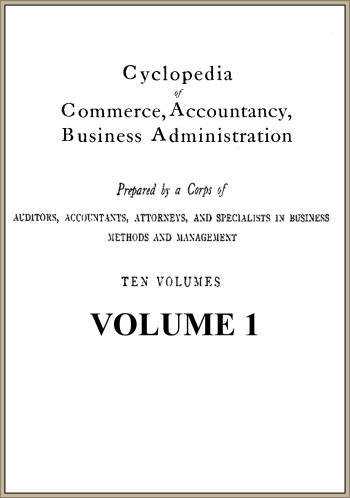 Cyclopedia
of
Commerce, Accountancy,
Business Administration
Prepared by a Corps of
AUDITORS, ACCOUNTANTS, ATTORNEYS, AND SPECIALISTS IN BUSINESS
METHODS AND MANAGEMENT
TEN VOLUMES
VOLUME 1